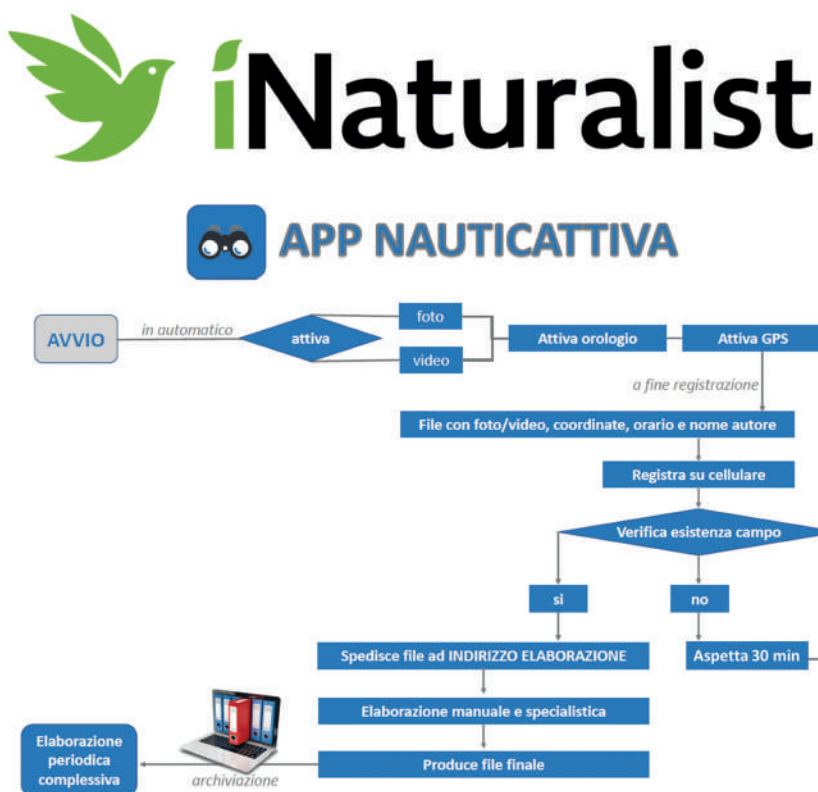 iNaturalist
APP NAUTICATTIVA
AVVIO
in automatico
attiva
foto
video
Attiva orologio
Attiva GPS
a fine registrazione
File con foto/video, coordinate, orario e nome autore
Registra su cellulare
Verifica esistenza campo
si
no
Spedisce file ad INDIRIZZO ELABORAZIONE
Aspetta 30 min
Elaborazione manuale e specialistica
Produce file finale
archiviazione
Elaborazione
periodica
complessiva